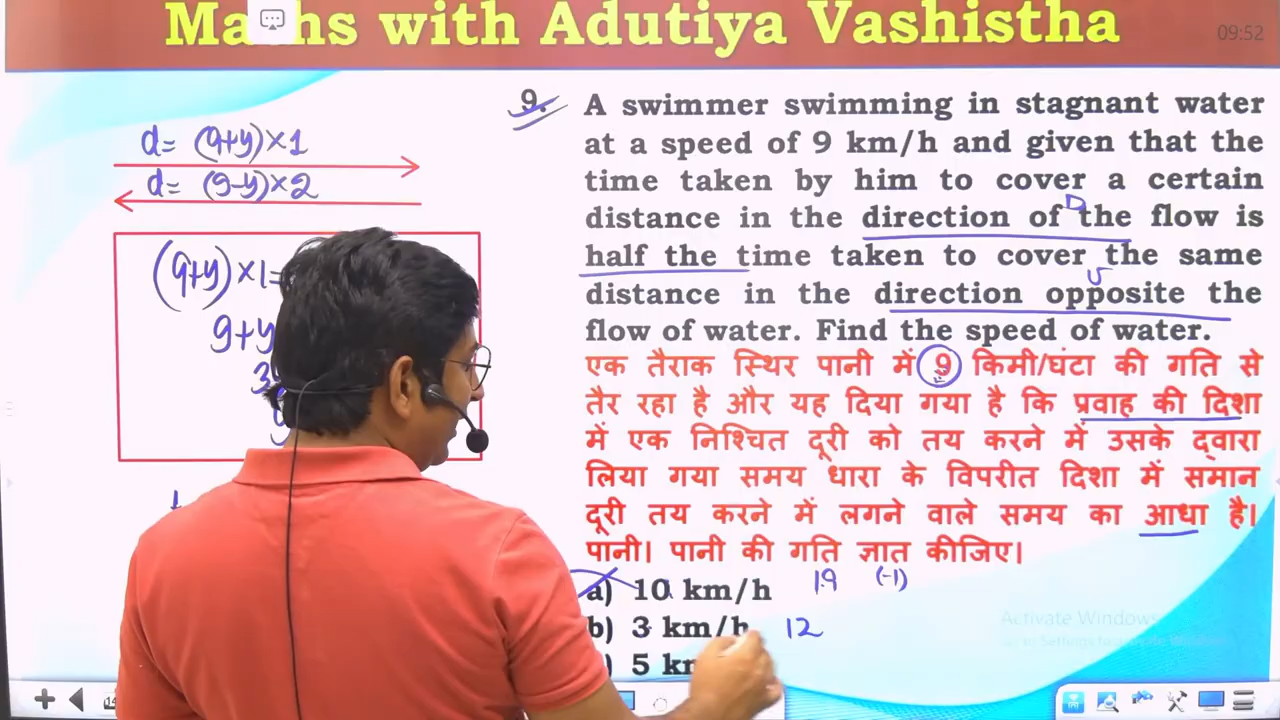 Maths with Adutiya Vashistha
09:52
d= (9+y)×1
d= (9-y)×2
(9+y)×1=
9+y
9. A swimmer swimming in stagnant water
at a speed of 9 km/h and given that the
time taken by him to cover a certain
distance in the direction of the flow is
D
half the time taken to cover the same
U
distance in the direction opposite the
flow of water. Find the speed of water.
एक तैराक स्थिर पानी में 9 किमी/घंटा की गति से
तैर रहा है और यह दिया गया है कि प्रवाह की दिशा
में एक निश्चित दूरी को तय करने में उसके द्वारा
लिया गया समय धारा के विपरीत दिशा में समान
दूरी तय करने में लगने वाले समय का आधा है।
पानी। पानी की गति ज्ञात कीजिए।
a) 10 km/h 19 (-1)
b) 3 km/h 12
5
Activate Windows